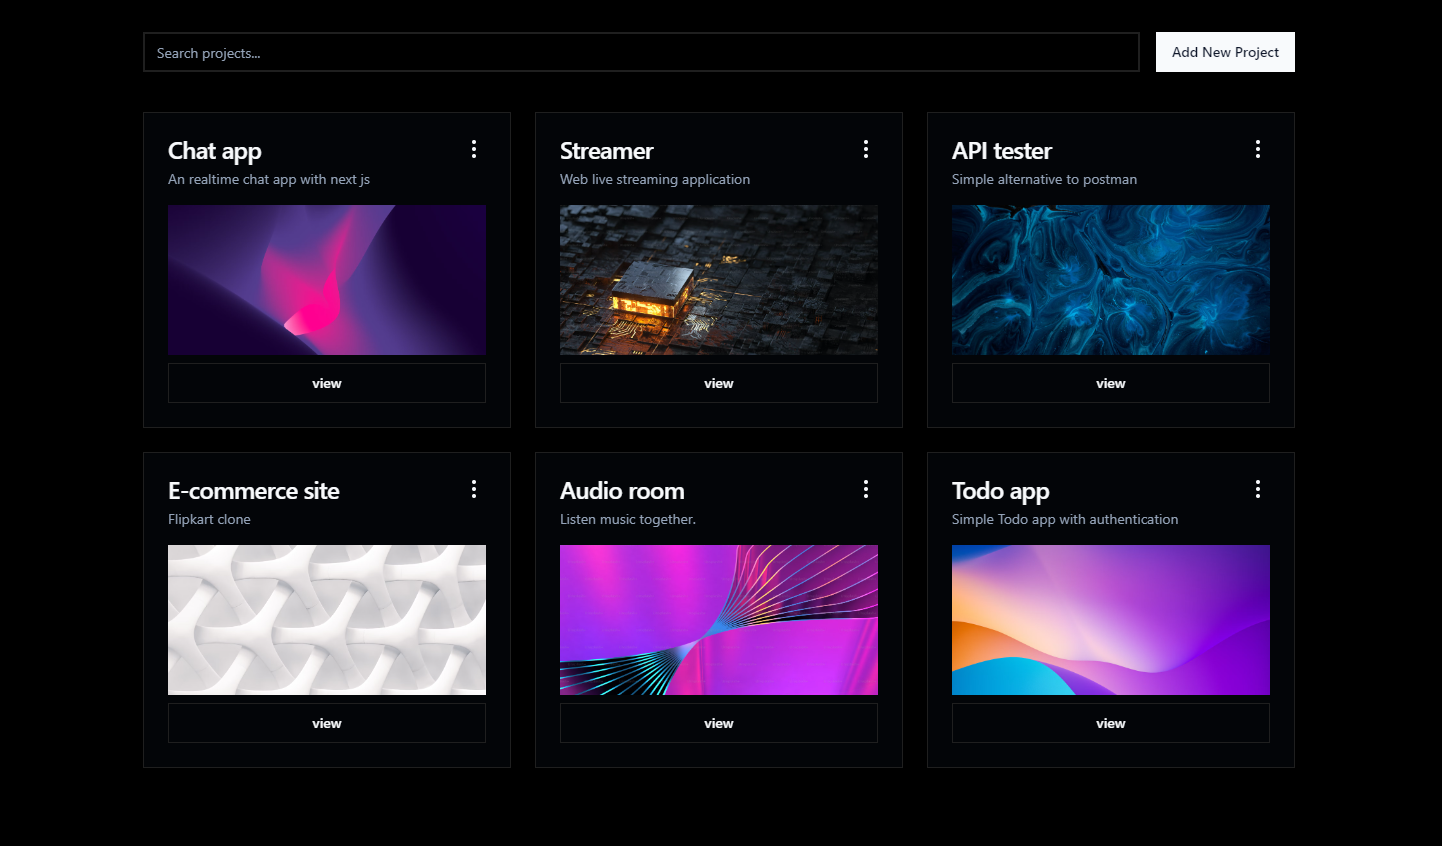 Search projects...
Add New Project
Chat app
An realtime chat app with next js
view
Streamer
Web live streaming application
view
API tester
Simple alternative to postman
view
E-commerce site
Flipkart clone
view
Audio room
Listen music together.
view
Todo app
Simple Todo app with authentication
view